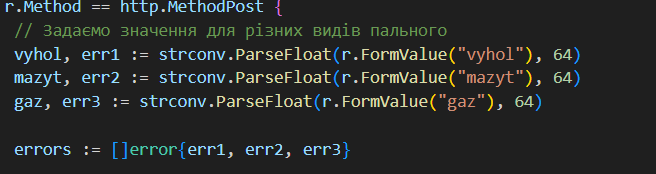 r.Method == http.MethodPost {
// Задаємо значення для різних видів пального
vyhol, err1 := strconv.ParseFloat(r.FormValue("vyhol"), 64)
mazyt, err2 := strconv.ParseFloat(r.FormValue("mazyt"), 64)
gaz, err3 := strconv.ParseFloat(r.FormValue("gaz"), 64)
errors := []error{err1, err2, err3}